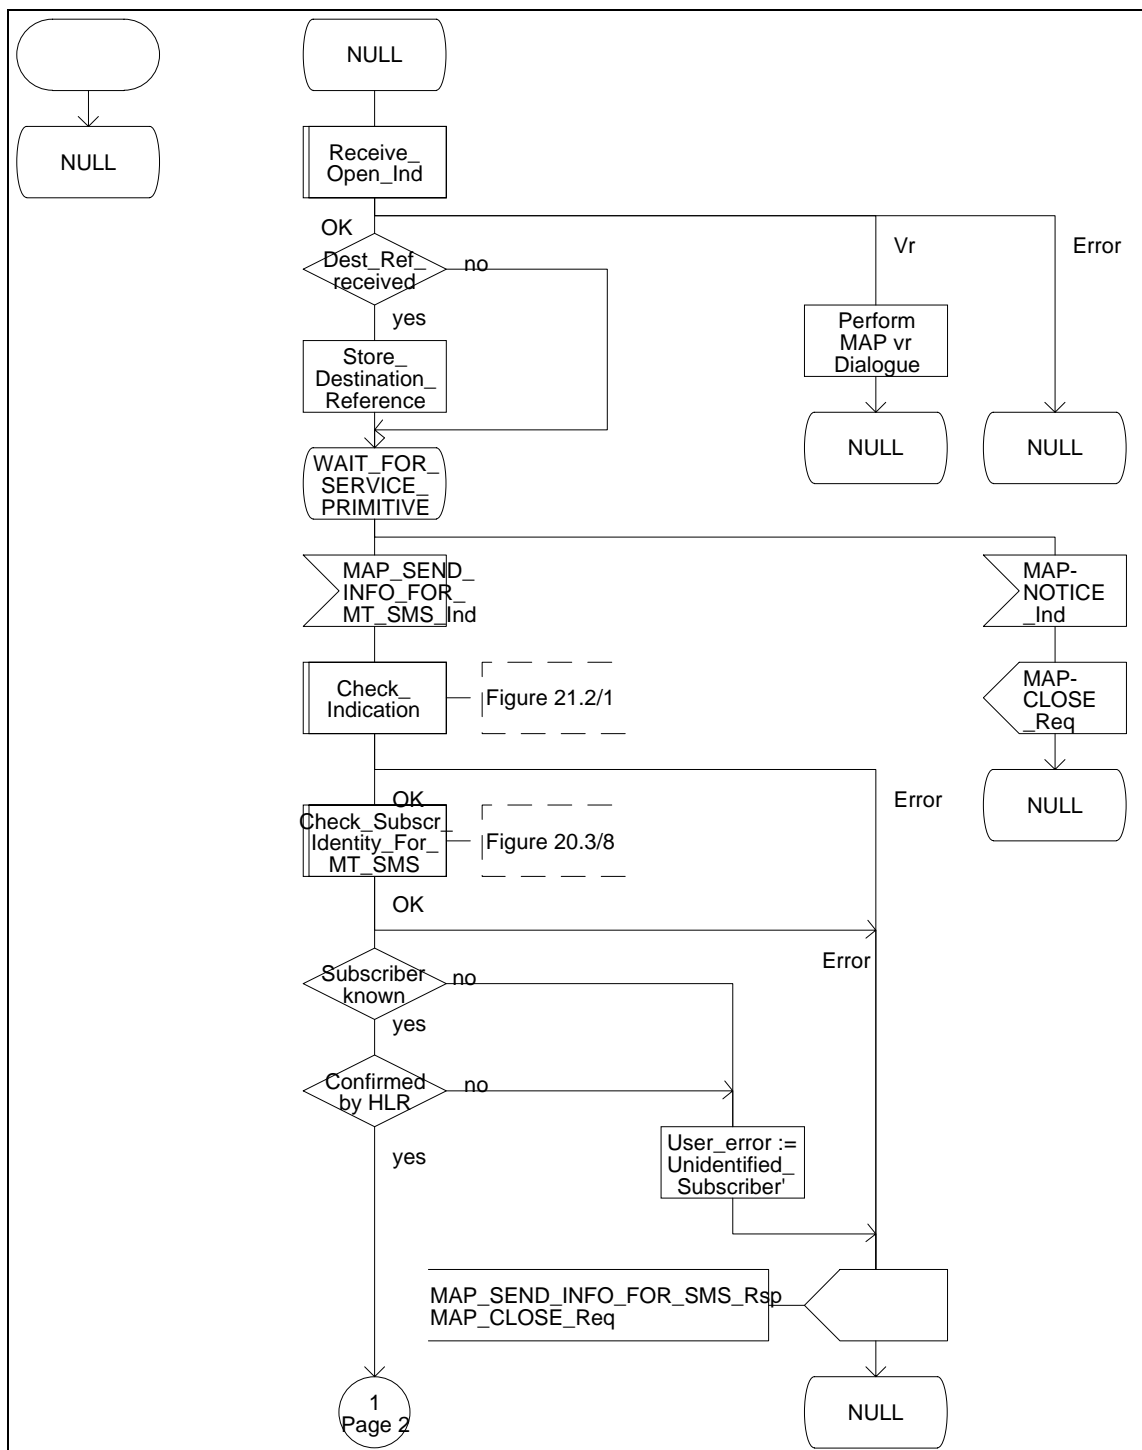 NULL
NULL
Receive_
Open_Ind
OK
Vr
Error
Dest_Ref_
received
no
yes
Perform
MAP vr
Dialogue
Store_
Destination_
Reference
NULL
NULL
WAIT_FOR_
SERVICE_
PRIMITIVE
MAP_SEND_
INFO_FOR_
MT_SMS_Ind
MAP-
NOTICE
_Ind
Check_
Indication
Figure 21.2/1
MAP-
CLOSE
_Req
OK
Error
NULL
Check_Subscr_
Identity_For_
MT_SMS
Figure 20.3/8
OK
Error
Subscriber
known
no
yes
Confirmed
by HLR
no
yes
User_error :=
Unidentified_
Subscriber'
MAP_SEND_INFO_FOR_SMS_Rsp
MAP_CLOSE_Req
1
Page 2
NULL